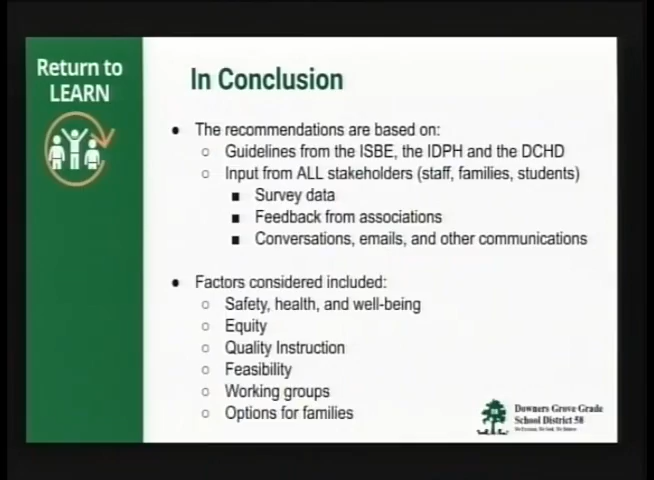 Return to
LEARN
In Conclusion
● The recommendations are based on:
○ Guidelines from the ISBE, the IDPH and the DCHD
○ Input from ALL stakeholders (staff, families, students)
■ Survey data
■ Feedback from associations
■ Conversations, emails, and other communications
● Factors considered included:
○ Safety, health, and well-being
○ Equity
○ Quality Instruction
○ Feasibility
○ Working groups
○ Options for families
Downers Grove Grade
School District 58